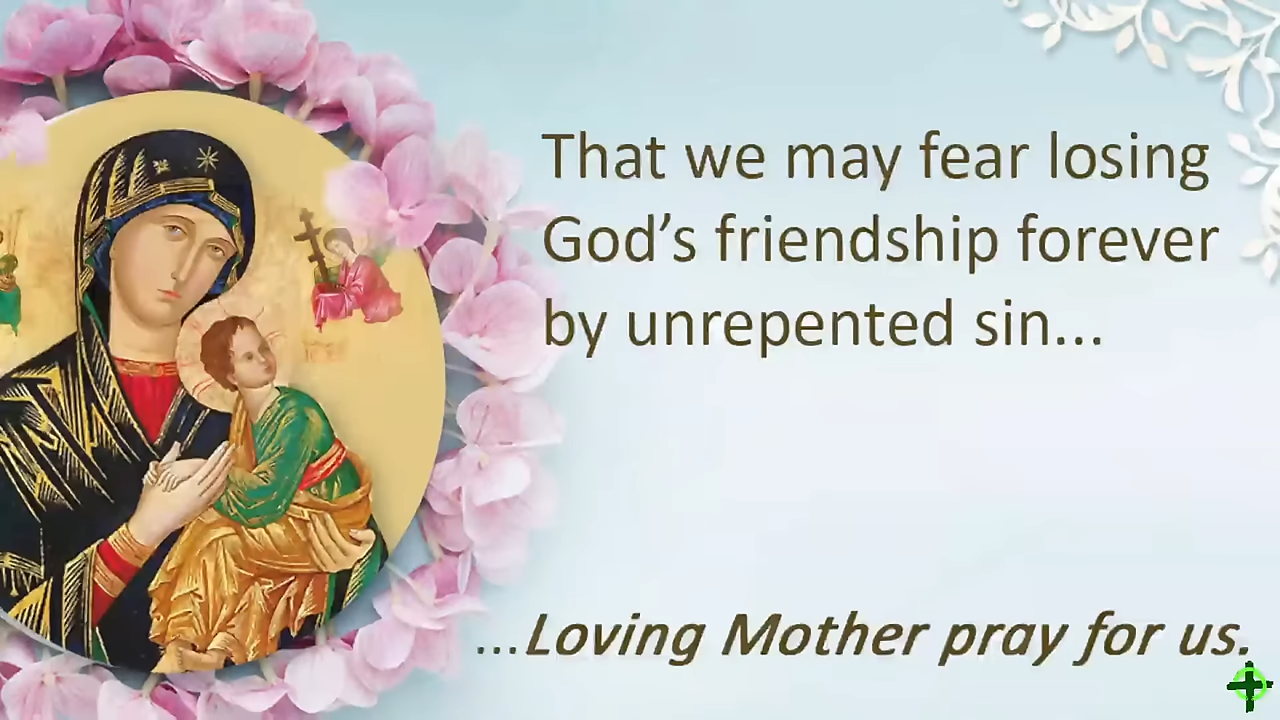 That we may fear losing
God's friendship forever
by unrepented sin...
...Loving Mother pray for us.